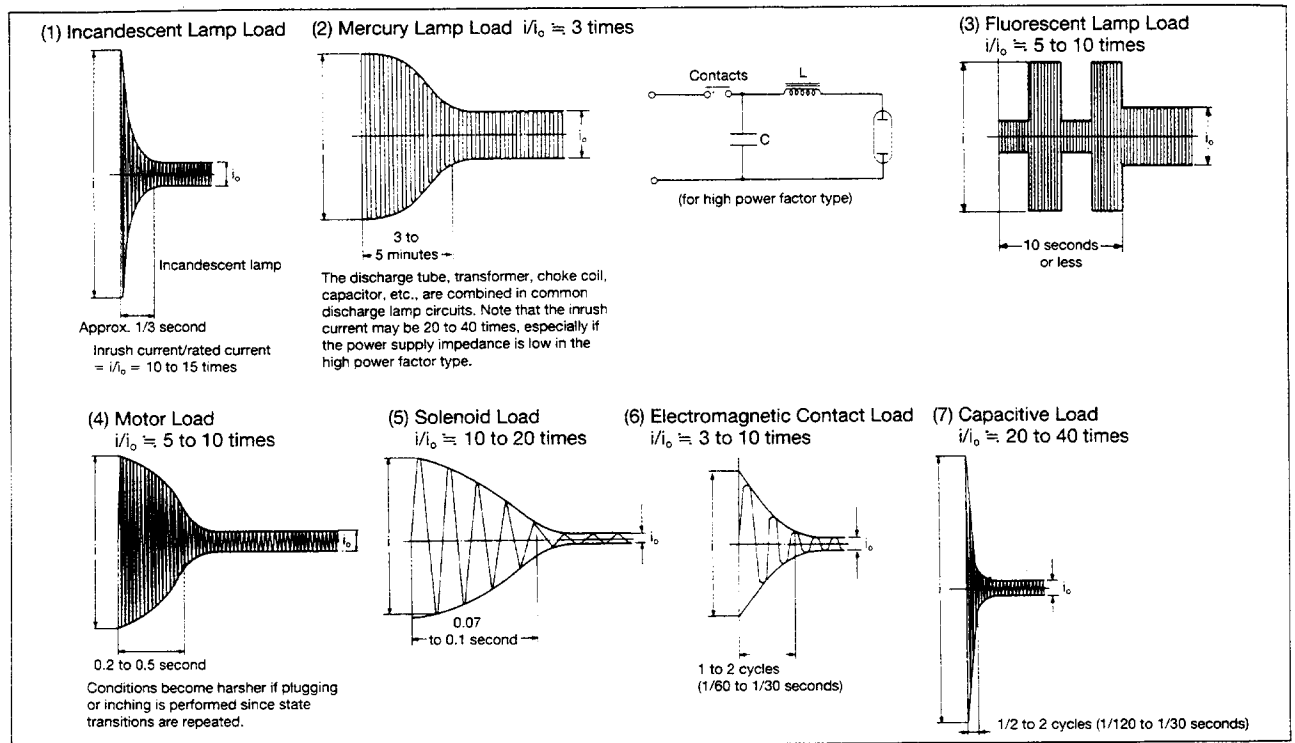 (1) Incandescent Lamp Load
i
i₀
Incandescent lamp
Approx. 1/3 second
Inrush current/rated current
= i/i₀ = 10 to 15 times
(2) Mercury Lamp Load i/i₀ ≒ 3 times
i
i₀
3 to
5 minutes
The discharge tube, transformer, choke coil,
capacitor, etc., are combined in common
discharge lamp circuits. Note that the inrush
current may be 20 to 40 times, especially if
the power supply impedance is low in the
high power factor type.
Contacts
L
C
(for high power factor type)
(3) Fluorescent Lamp Load
i/i₀ ≒ 5 to 10 times
i
i₀
10 seconds
or less
(4) Motor Load
i/i₀ ≒ 5 to 10 times
i
i₀
0.2 to 0.5 second
Conditions become harsher if plugging
or inching is performed since state
transitions are repeated.
(5) Solenoid Load
i/i₀ ≒ 10 to 20 times
i
i₀
0.07
to 0.1 second
(6) Electromagnetic Contact Load
i/i₀ ≒ 3 to 10 times
i
i₀
1 to 2 cycles
(1/60 to 1/30 seconds)
(7) Capacitive Load
i/i₀ ≒ 20 to 40 times
i
i₀
1/2 to 2 cycles (1/120 to 1/30 seconds)